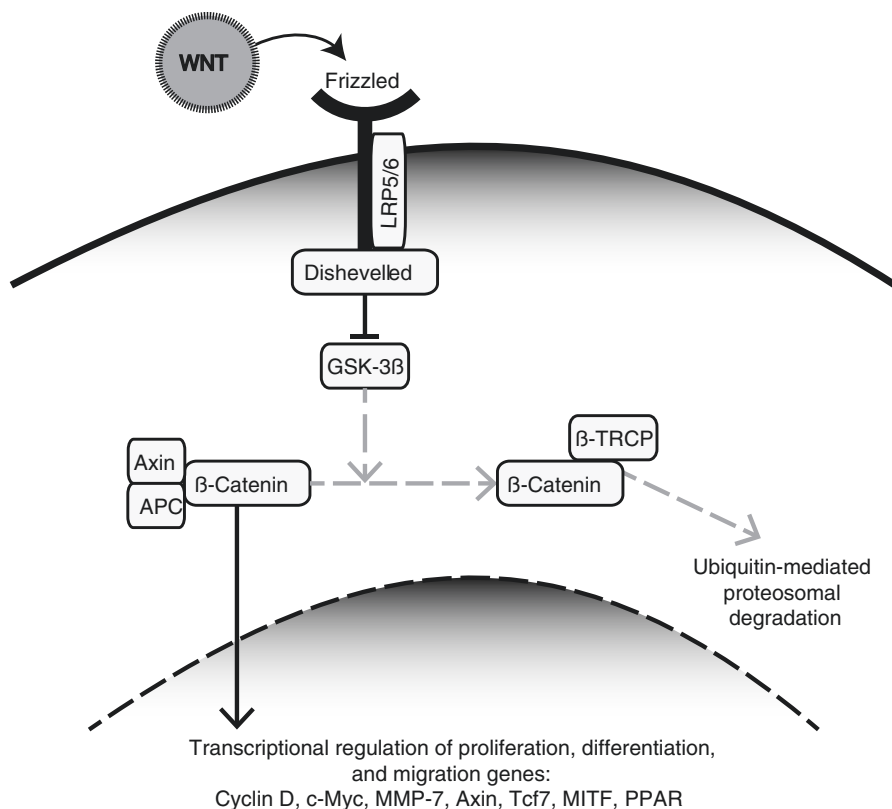 WNT
Frizzled
LRP5/6
Dishevelled
GSK-3ß
ß-TRCP
Axin
ß-Catenin
ß-Catenin
APC
Ubiquitin-mediated
proteosomal
degradation
Transcriptional regulation of proliferation, differentiation,
and migration genes:
Cyclin D, c-Myc, MMP-7, Axin, Tcf7, MITF, PPAR